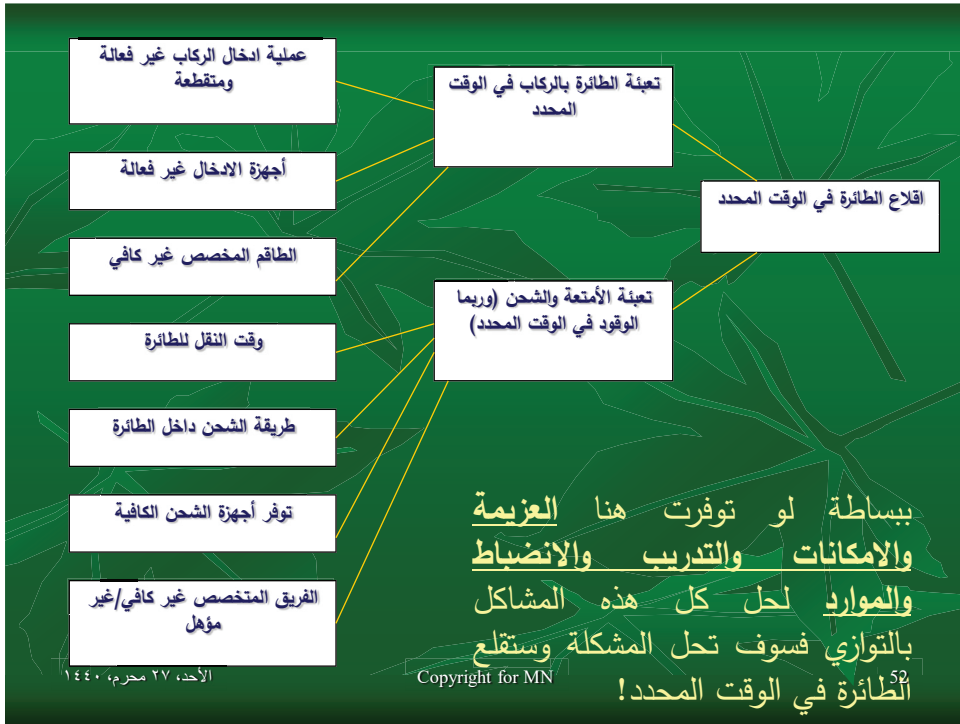 اقلاع الطائرة في الوقت المحدد
تعبئة الطائرة بالركاب في الوقت
المحدد
تعبئة الأمتعة والشحن (وربما
الوقود في الوقت المحدد)
عملية ادخال الركاب غير فعالة
ومتقطعة
أجهزة الادخال غير فعالة
الطاقم المخصص غير كافي
وقت النقل للطائرة
طريقة الشحن داخل الطائرة
توفر أجهزة الشحن الكافية
الفريق المتخصص غير كافي/غير
مؤهل
ببساطة لو توفرت هنا العزيمة
والامكانات والتدريب والانضباط
والموارد لحل كل هذه المشاكل
بالتوازي فسوف تحل المشكلة وستقلع
الطائرة في الوقت المحدد!
الأحد، ٢٧ محرم، ١٤٤٠
Copyright for MN
52